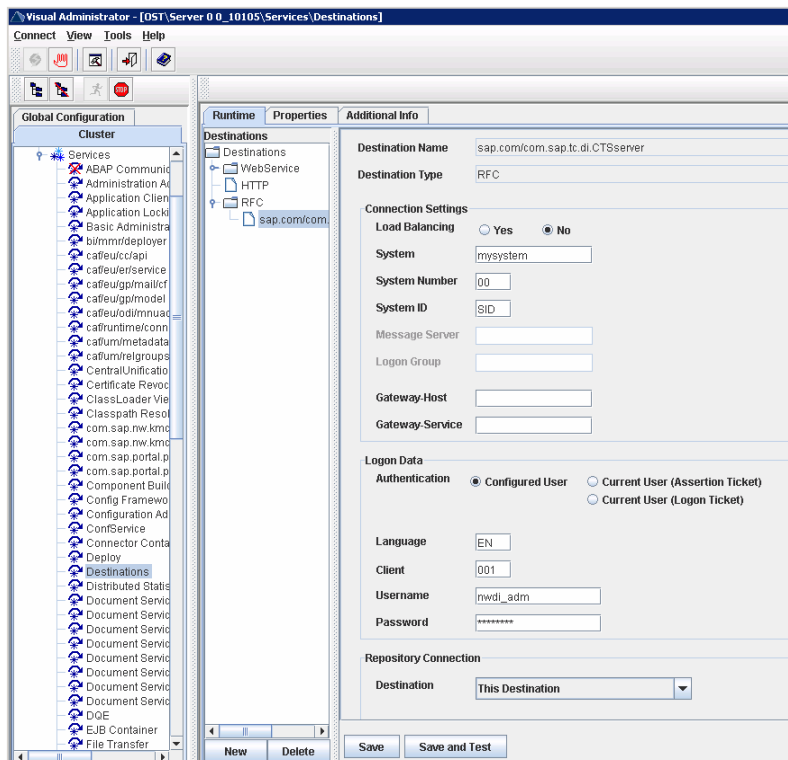 Visual Administrator - [OST\Server 0 0_10105\Services\Destinations]
Connect View Tools Help
STOP
Global Configuration
Cluster
Services
ABAP Communic
Administration Ad
Application Clien
Application Locki
Basic Administra
bi/mmr/deployer
caf/eu/cc/api
caf/eu/er/service
caf/eu/gp/mail/cf
caf/eu/gp/model
caf/eu/odi/mnuac
caf/runtime/conn
caf/um/metadata
caf/um/relgroups
CentralUnificatio
Certificate Revoc
ClassLoader Vie
Classpath Resol
com.sap.nw.kmc
com.sap.nw.kmc
com.sap.portal.p
com.sap.portal.p
Component Build
Config Framewo
Configuration Ad
ConfService
Connector Conta
Deploy
Destinations
Distributed Statis
Document Servic
Document Servic
Document Servic
Document Servic
Document Servic
Document Servic
Document Servic
Document Servic
DQE
EJB Container
File Transfer
Runtime Properties Additional Info
Destinations
Destinations
WebService
HTTP
RFC
sap.com/com.
New Delete
Destination Name sap.com/com.sap.tc.di.CTSserver
Destination Type RFC
Connection Settings
Load Balancing Yes No
System mysystem
System Number 00
System ID SID
Message Server
Logon Group
Gateway-Host
Gateway-Service
Logon Data
Authentication Configured User Current User (Assertion Ticket)
Current User (Logon Ticket)
Language EN
Client 001
Username nwdi_adm
Password ********
Repository Connection
Destination This Destination
Save Save and Test